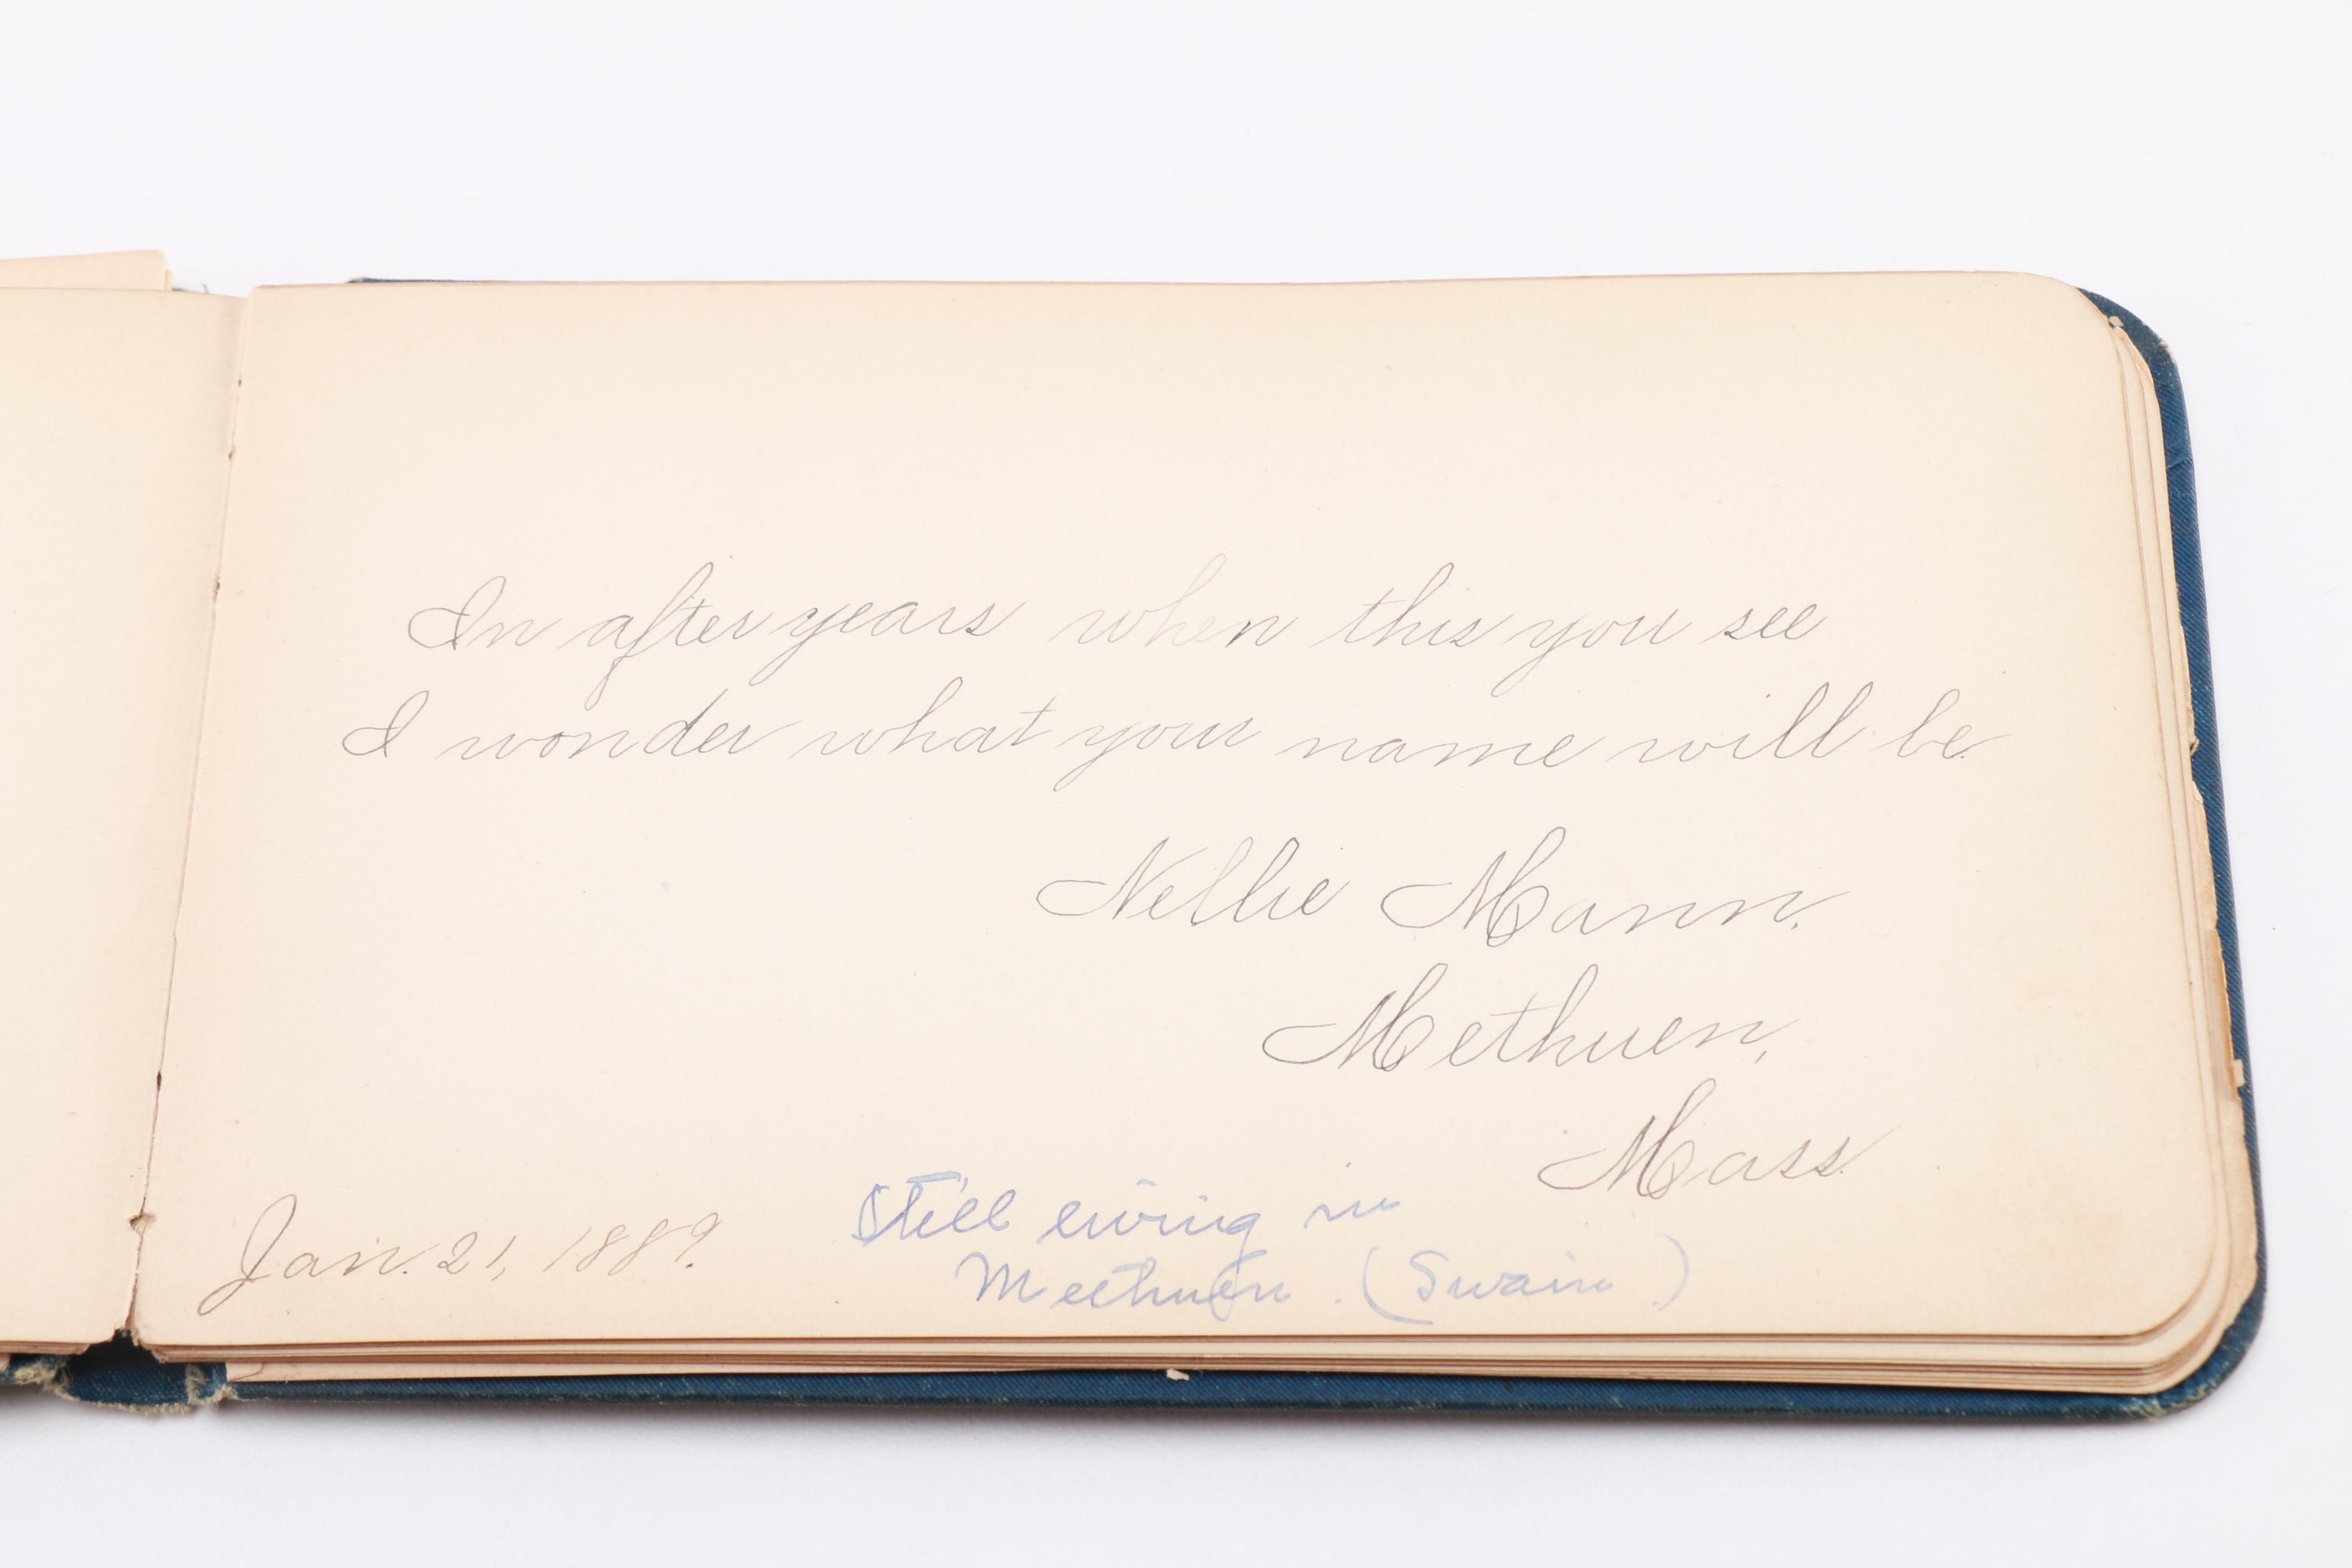 In after years when this you see
I wonder what your name will be.
Nellie Mann.
Methuen,
Mass.
Jan. 21, 1889.
Still living in
Meethuen. (Swain.)